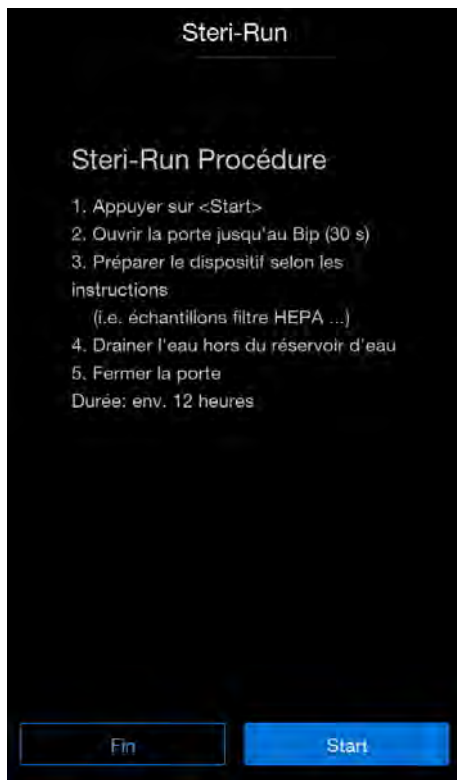 Steri-Run
Steri-Run Procédure
1. Appuyer sur <Start>
2. Ouvrir la porte jusqu'au Bip (30 s)
3. Préparer le dispositif selon les
instructions
(i.e. échantillons filtre HEPA ...)
4. Drainer l'eau hors du réservoir d'eau
5. Fermer la porte
Durée: env. 12 heures
Fin
Start